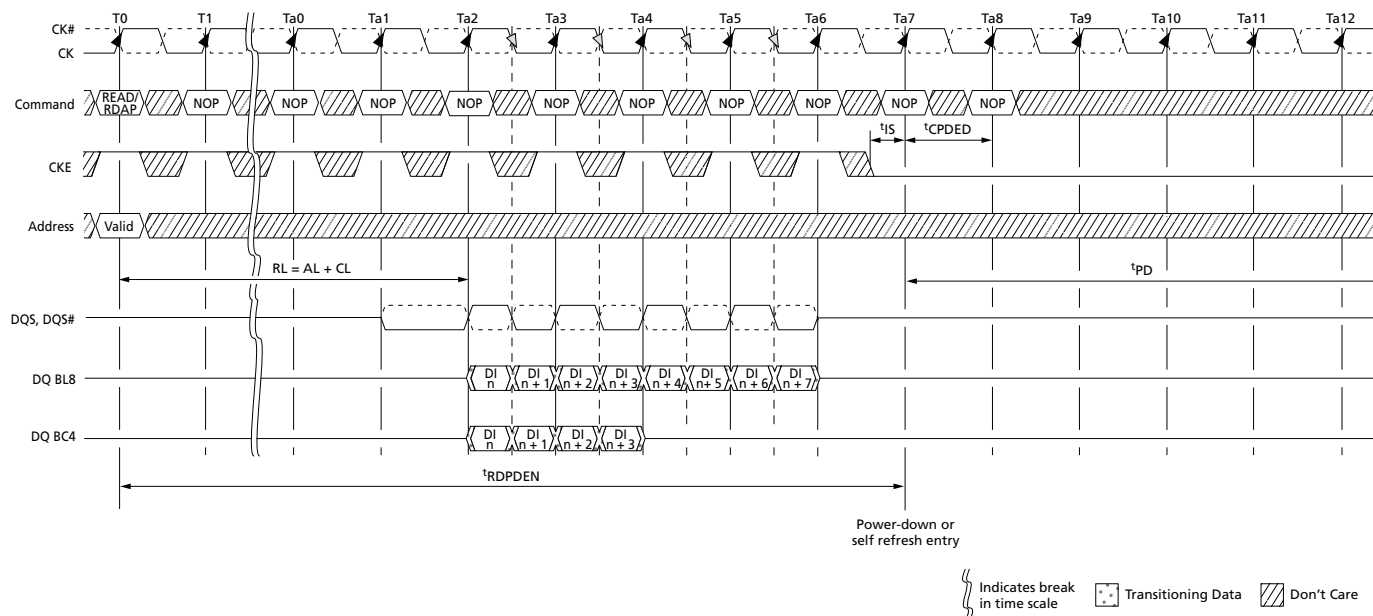 T0 T1 Ta0 Ta1 Ta2 Ta3 Ta4 Ta5 Ta6 Ta7 Ta8 Ta9 Ta10 Ta11 Ta12
CK#
CK
Command READ/ RDAP NOP NOP NOP NOP NOP NOP NOP NOP NOP NOP
tIS tCPDED
CKE
Address Valid
RL = AL + CL tPD
DQS, DQS#
DQ BL8 DI n DI n + 1 DI n + 2 DI n + 3 DI n + 4 DI n + 5 DI n + 6 DI n + 7
DQ BC4 DI n DI n + 1 DI n + 2 DI n + 3
tRDPDEN
Power-down or
self refresh entry
Indicates break
in time scale
Transitioning Data
Don't Care